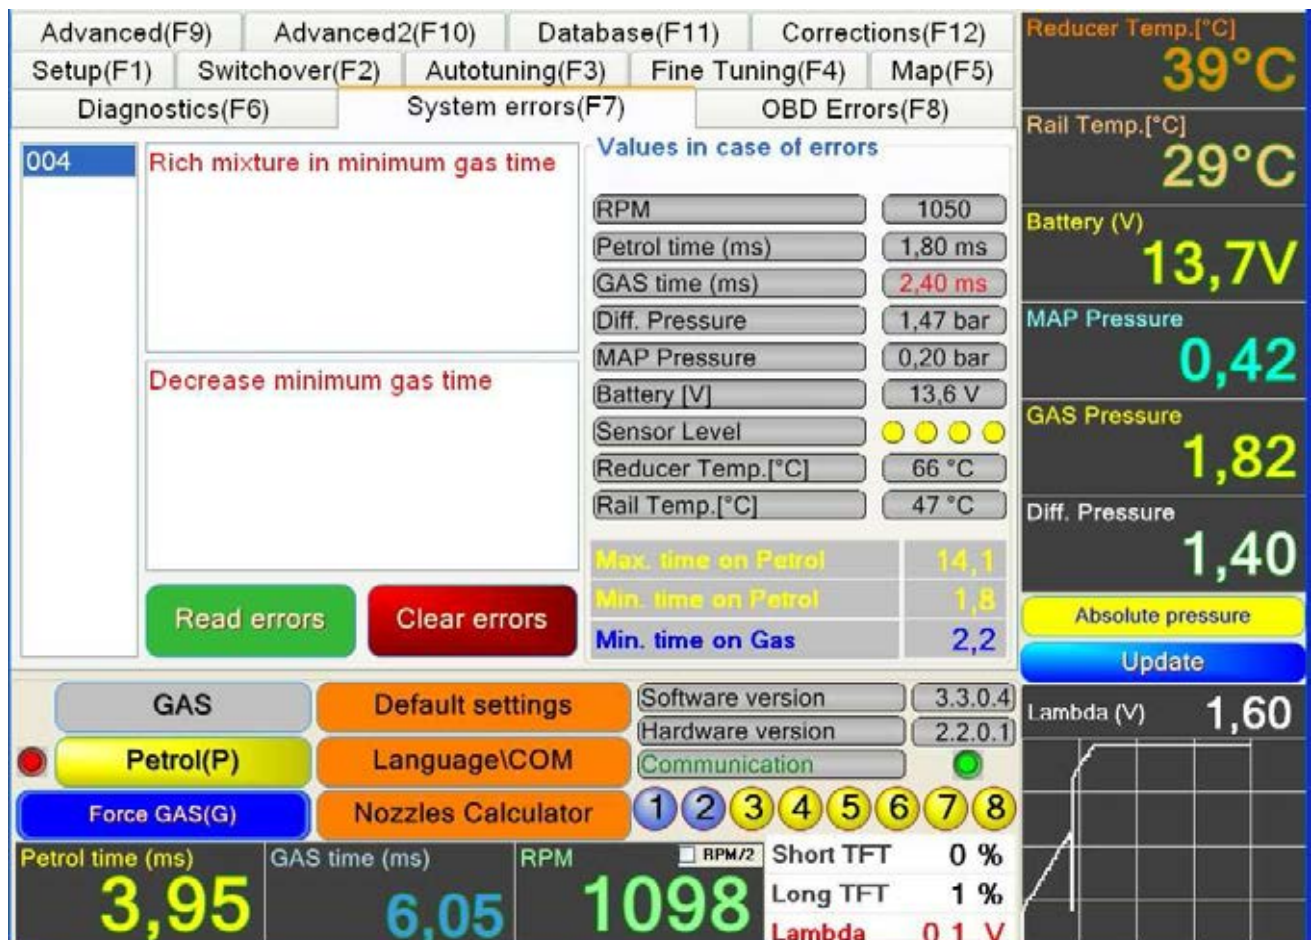 Advanced(F9) Advanced2(F10) Database(F11) Corrections(F12)
Setup(F1) Switchover(F2) Autotuning(F3) Fine Tuning(F4) Map(F5)
Diagnostics(F6) System errors(F7) OBD Errors(F8)
004
Rich mixture in minimum gas time
Decrease minimum gas time
Read errors Clear errors
Values in case of errors
RPM 1050
Petrol time (ms) 1,80 ms
GAS time (ms) 2,40 ms
Diff. Pressure 1,47 bar
MAP Pressure 0,20 bar
Battery [V] 13,6 V
Sensor Level
Reducer Temp.[°C] 66 °C
Rail Temp.[°C] 47 °C
Max. time on Petrol 14,1
Min. time on Petrol 1,8
Min. time on Gas 2,2
Reducer Temp.[°C]
39°C
Rail Temp.[°C]
29°C
Battery (V)
13,7V
MAP Pressure
0,42
GAS Pressure
1,82
Diff. Pressure
1,40
Absolute pressure
Update
Lambda (V) 1,60
GAS Default settings
Petrol(P) Language\COM
Force GAS(G) Nozzles Calculator
Software version 3.3.0.4
Hardware version 2.2.0.1
Communication
1 2 3 4 5 6 7 8
Petrol time (ms)
3,95
GAS time (ms)
6,05
RPM RPM/2
1098
Short TFT 0 %
Long TFT 1 %
Lambda 0 1 V